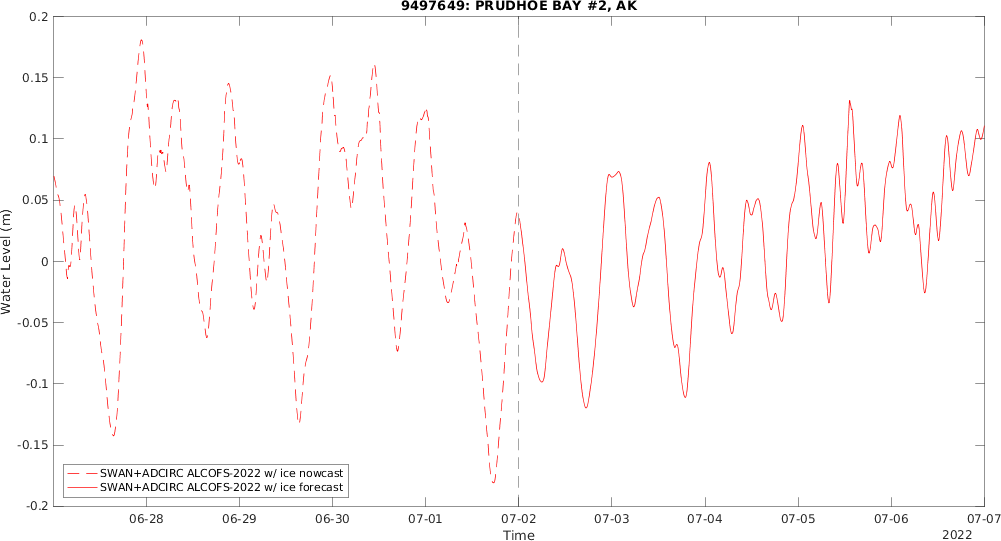 9497649: PRUDHOE BAY #2, AK
0.2
0.15
0.1
0.05
0
-0.05
-0.1
-0.15
-0.2
Water Level (m)
SWAN+ADCIRC ALCOFS-2022 w/ ice nowcast
SWAN+ADCIRC ALCOFS-2022 w/ ice forecast
06-28 06-29 06-30 07-01 07-02 07-03 07-04 07-05 07-06 07-07
Time
2022